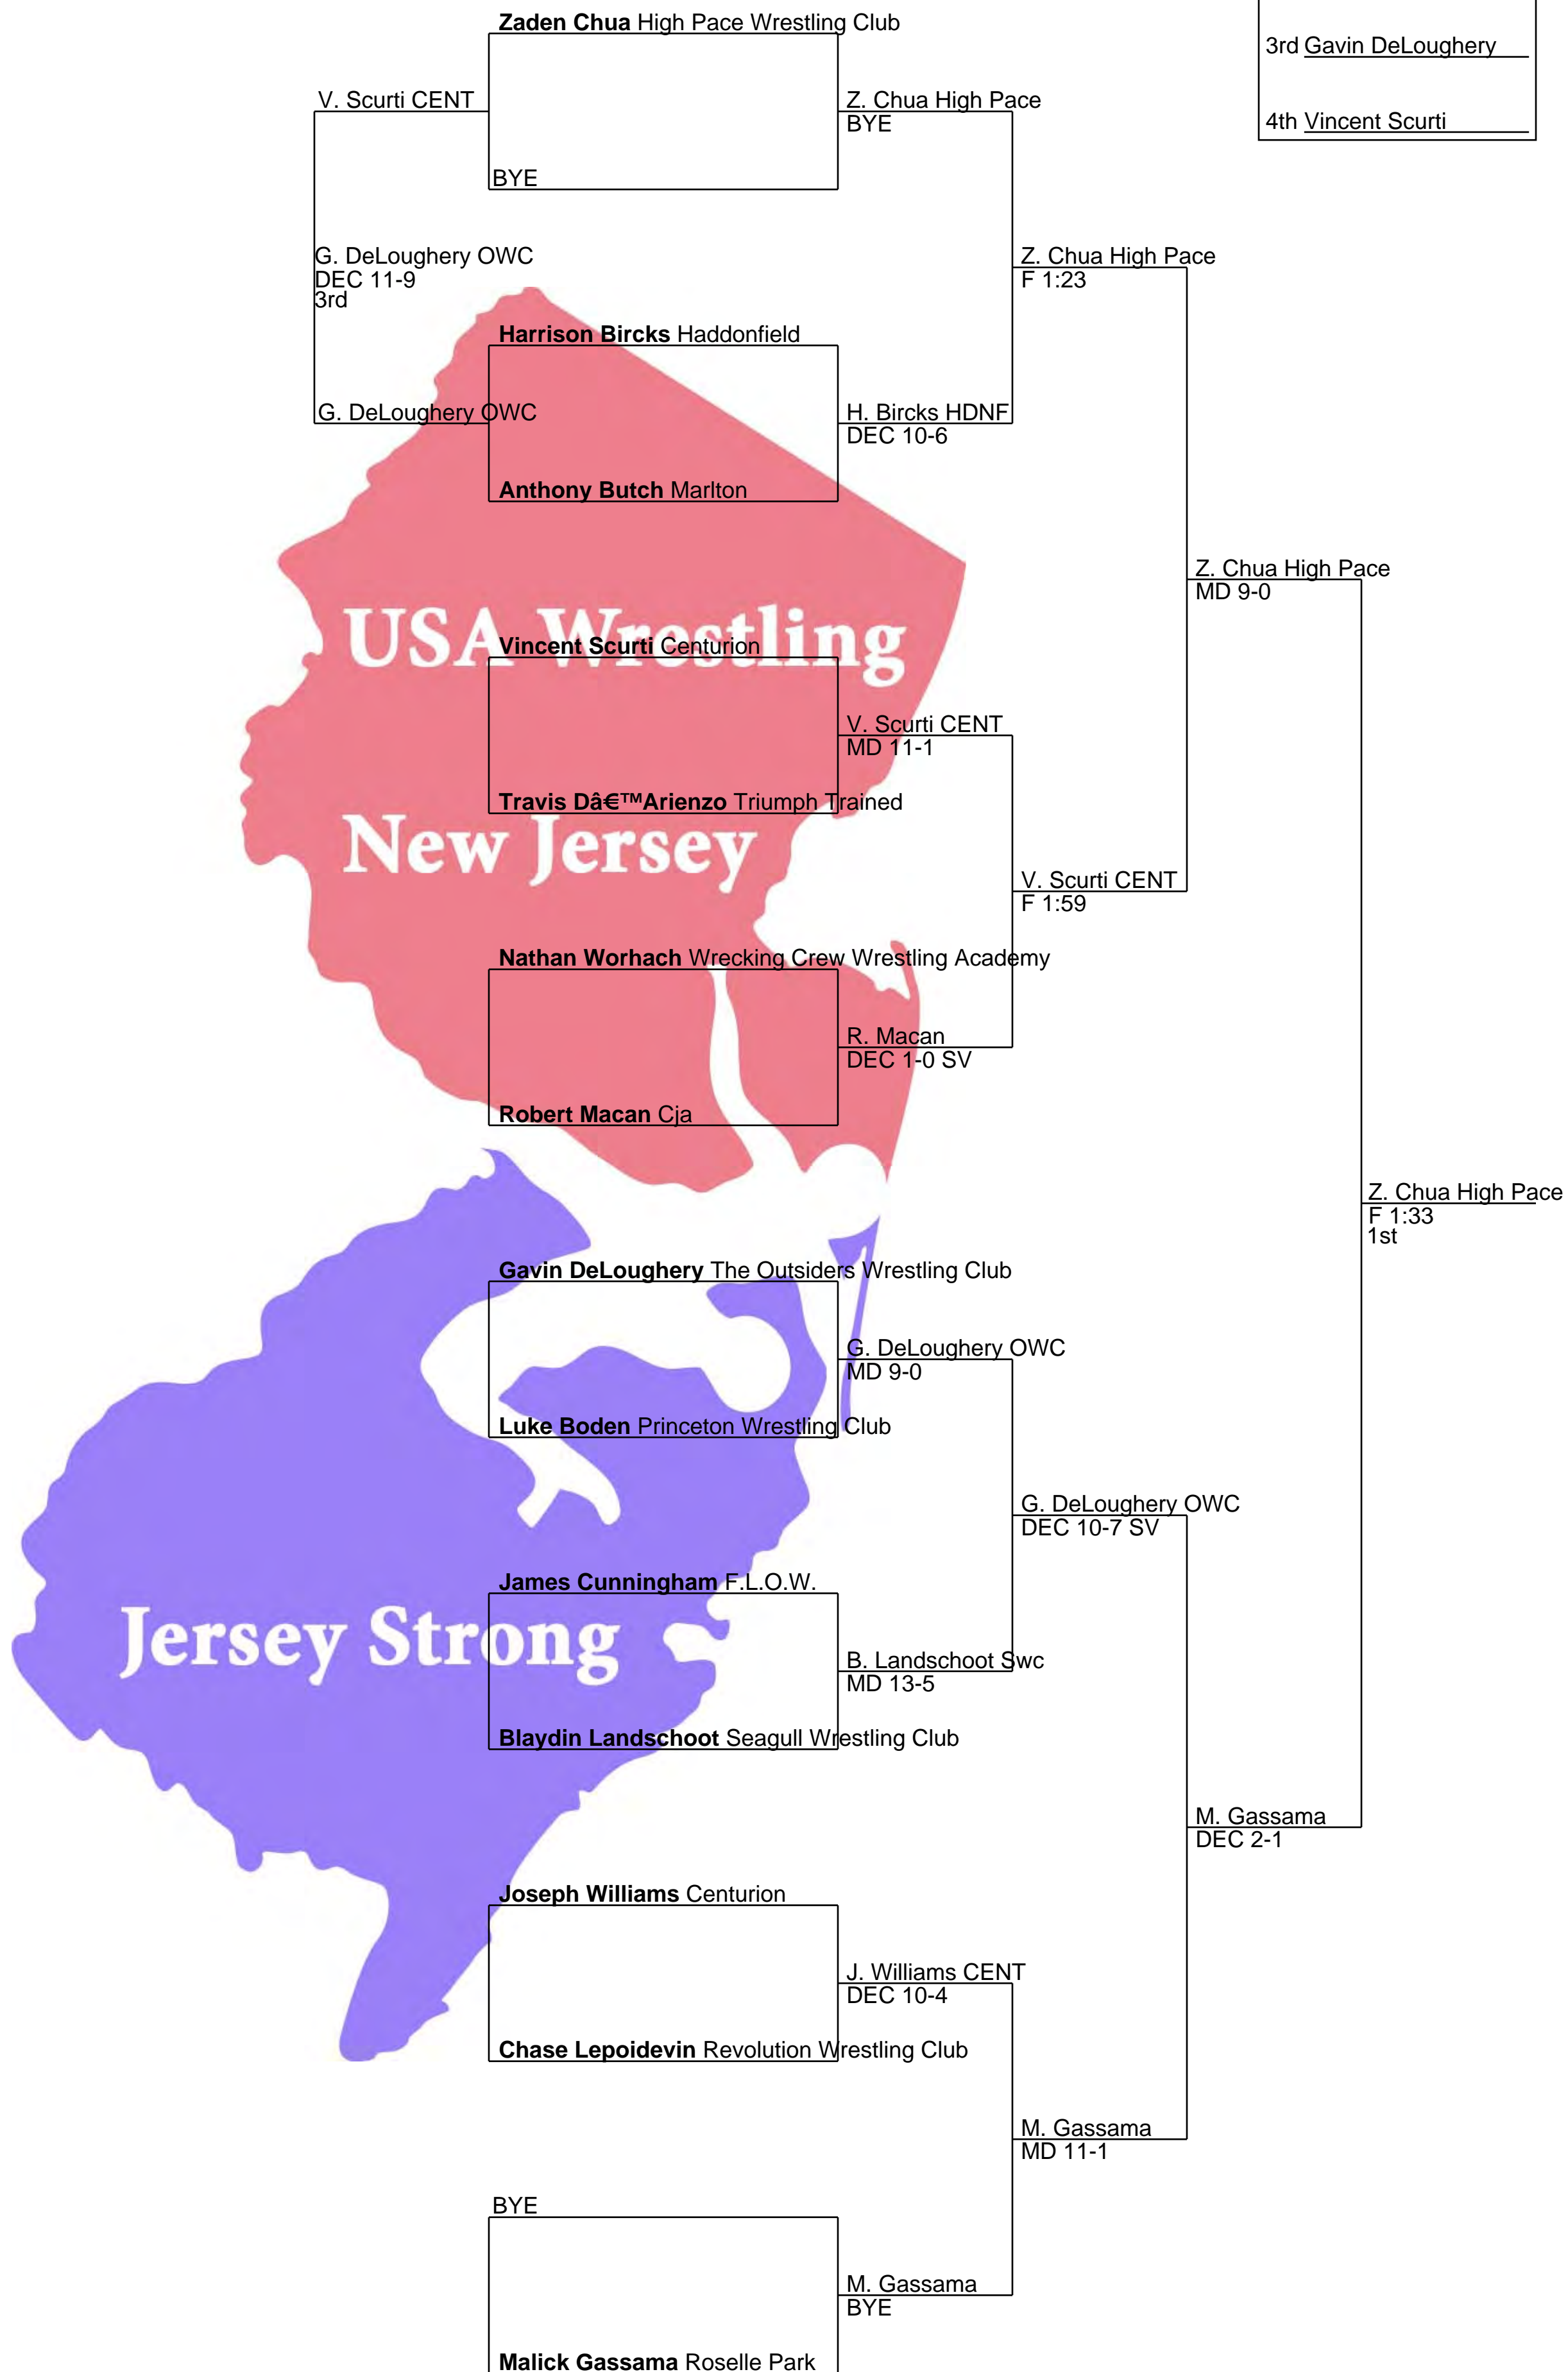 Zaden Chua High Pace Wrestling Club
3rd Gavin DeLoughery
V. Scurti CENT
Z. Chua High Pace
BYE
4th Vincent Scurti
BYE
G. DeLoughery OWC
DEC 11-9
3rd
Z. Chua High Pace
F 1:23
Harrison Bircks Haddonfield
G. DeLoughery OWC
H. Bircks HDNF
DEC 10-6
Anthony Butch Marlton
Z. Chua High Pace
MD 9-0
USA Wrestling
Vincent Scurti Centurion
V. Scurti CENT
MD 11-1
Travis Dâ€™Arienzo Triumph Trained
New Jersey
V. Scurti CENT
F 1:59
Nathan Worhach Wrecking Crew Wrestling Academy
R. Macan
DEC 1-0 SV
Robert Macan Cja
Z. Chua High Pace
F 1:33
1st
Gavin DeLoughery The Outsiders Wrestling Club
G. DeLoughery OWC
MD 9-0
Luke Boden Princeton Wrestling Club
G. DeLoughery OWC
DEC 10-7 SV
James Cunningham F.L.O.W.
Jersey Strong
B. Landschoot Swc
MD 13-5
Blaydin Landschoot Seagull Wrestling Club
M. Gassama
DEC 2-1
Joseph Williams Centurion
J. Williams CENT
DEC 10-4
Chase Lepoidevin Revolution Wrestling Club
M. Gassama
MD 11-1
BYE
M. Gassama
BYE
Malick Gassama Roselle Park